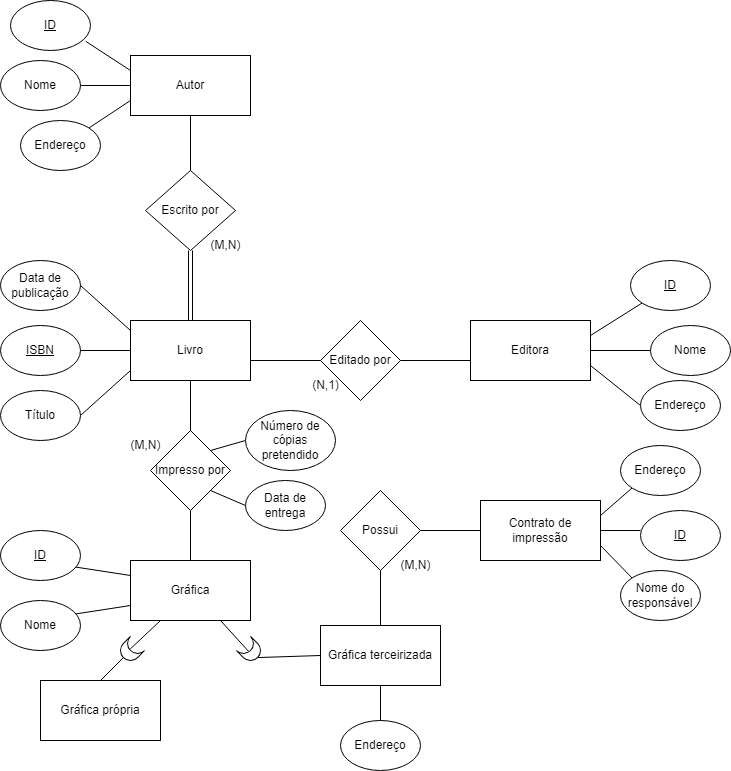 ID
Autor
Nome
Endereço
Escrito por
(M,N)
Data de
publicação
ID
ISBN
Livro
Editado por
(N,1)
Editora
Nome
Título
Endereço
(M,N)
Número de
cópias
pretendido
Impresso por
Data de
entrega
Endereço
Possui
(M,N)
Contrato de
impressão
ID
ID
Gráfica
Nome do
responsável
Nome
Gráfica terceirizada
Gráfica própria
Endereço